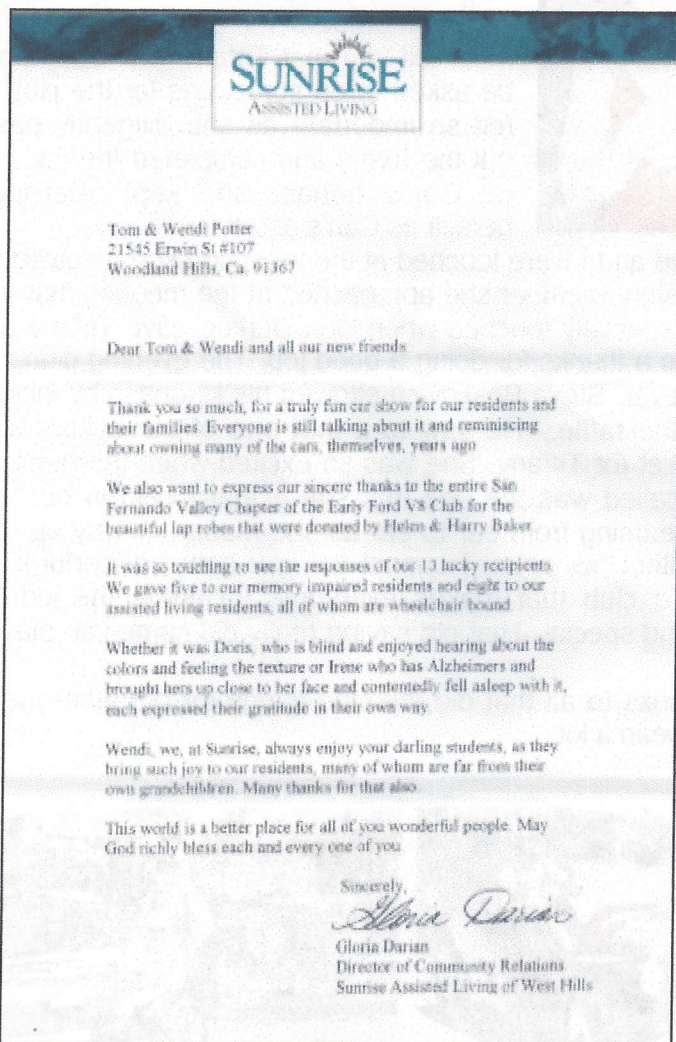 SUNRISE
ASSISTED LIVING
Tom & Wendi Potter
21545 Erwin St #107
Woodland Hills, Ca. 91367
Dear Tom & Wendi and all our new friends
Thank you so much, for a truly fun car show for our residents and
their families. Everyone is still talking about it and reminiscing
about owning many of the cars, themselves, years ago
We also want to express our sincere thanks to the entire San
Fernando Valley Chapter of the Early Ford V8 Club for the
beautiful lap robes that were donated by Helen & Harry Baker
It was so touching to see the responses of our 13 lucky recipients.
We gave five to our memory impaired residents and eight to our
assisted living residents, all of whom are wheelchair bound
Whether it was Doris, who is blind and enjoyed hearing about the
colors and feeling the texture or Irene who has Alzheimers and
brought hers up close to her face and contentedly fell asleep with it,
each expressed their gratitude in their own way.
Wendi, we, at Sunrise, always enjoy your darling students, as they
bring such joy to our residents, many of whom are far from their
own grandchildren. Many thanks for that also
This world is a better place for all of you wonderful people. May
God richly bless each and every one of you
Sincerely,
Gloria Darian
Gloria Darian
Director of Community Relations
Sunrise Assisted Living of West Hills